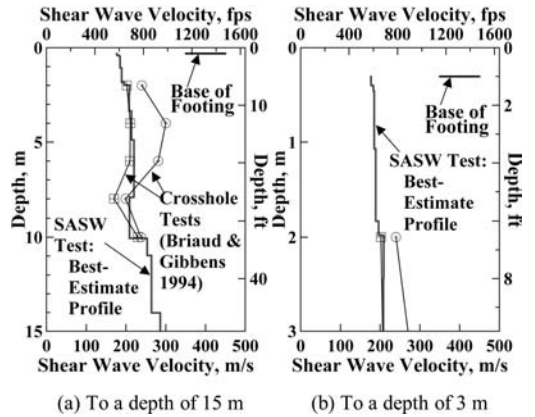 Shear Wave Velocity, fps
0 400 800 1200
0
5
10
15
Depth, m
0
10
40
Depth, ft
Base of
Footing
Crosshole
Tests
(Briaud &
Gibbens
1994)
SASW
Test:
Best-
Estimate
Profile
0 100 200 300 400 500
Shear Wave Velocity, m/s
(a) To a depth of 15 m
Shear Wave Velocity, fps
0 400 800 1200 1600
0
1
2
3
Depth, m
0
2
4
8
Depth, ft
Base of
Footing
SASW Test:
Best-
Estimate
Profile
0 100 200 300 400 500
Shear Wave Velocity, m/s
(b) To a depth of 3 m